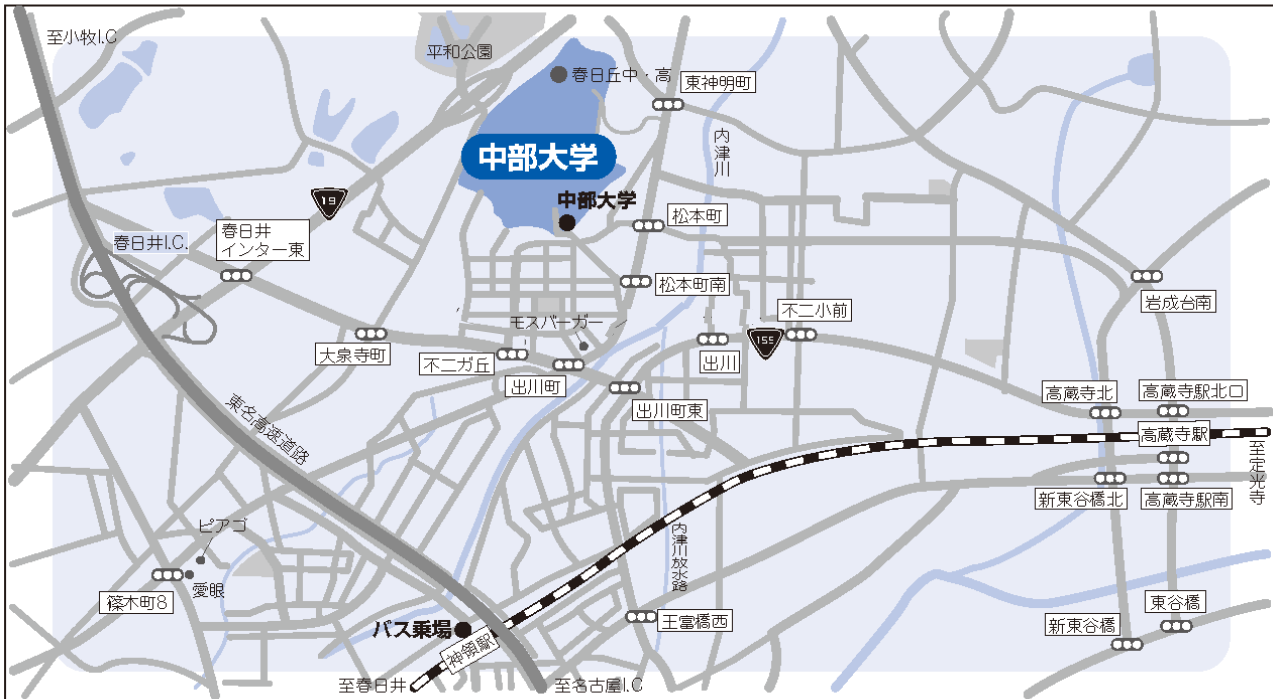 至小牧I.C
平和公園
春日丘中・高
東神明町
内津川
中部大学
19
中部大学
松本町
春日井I.C.
春日井
インター東
松本町南
岩成台南
モスバーガー
不二小前
大泉寺町
不二ガ丘
出川
155
出川町
出川町東
高蔵寺北
高蔵寺駅北口
東名高速道路
高蔵寺駅
至定光寺
新東谷橋北
高蔵寺駅南
ピアゴ
内津川放水路
愛眼
篠木町8
バス乗場
神領駅
王富橋西
東谷橋
新東谷橋
至春日井
至名古屋I.C